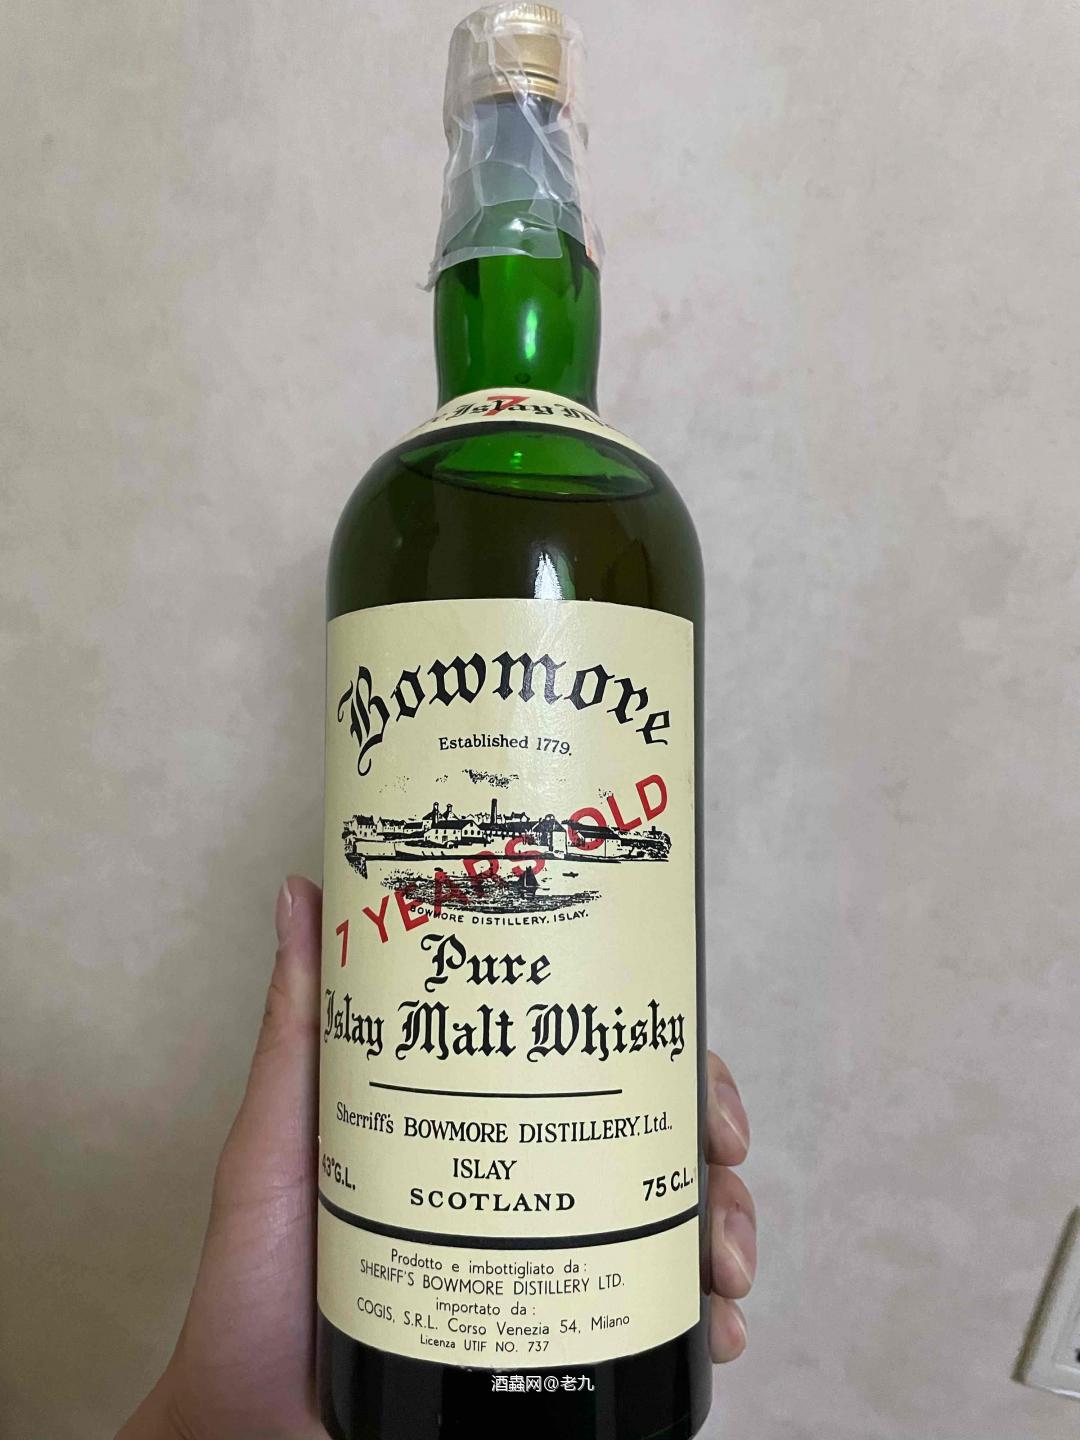 7
Islay
Bowmore
Established 1779.
7 YEARS OLD
BOWMORE DISTILLERY. ISLAY.
Pure
Islay Malt Whisky
Sherriff's BOWMORE DISTILLERY. Ltd.,
ISLAY
43°G.L.
75 C.L.
SCOTLAND
Prodotto e imbottigliato da :
SHERIFF'S BOWMORE DISTILLERY LTD.
importato da :
COGIS, S.R.L. Corso Venezia 54, Milano
Licenza UTIF NO. 737
酒蟲网@老九